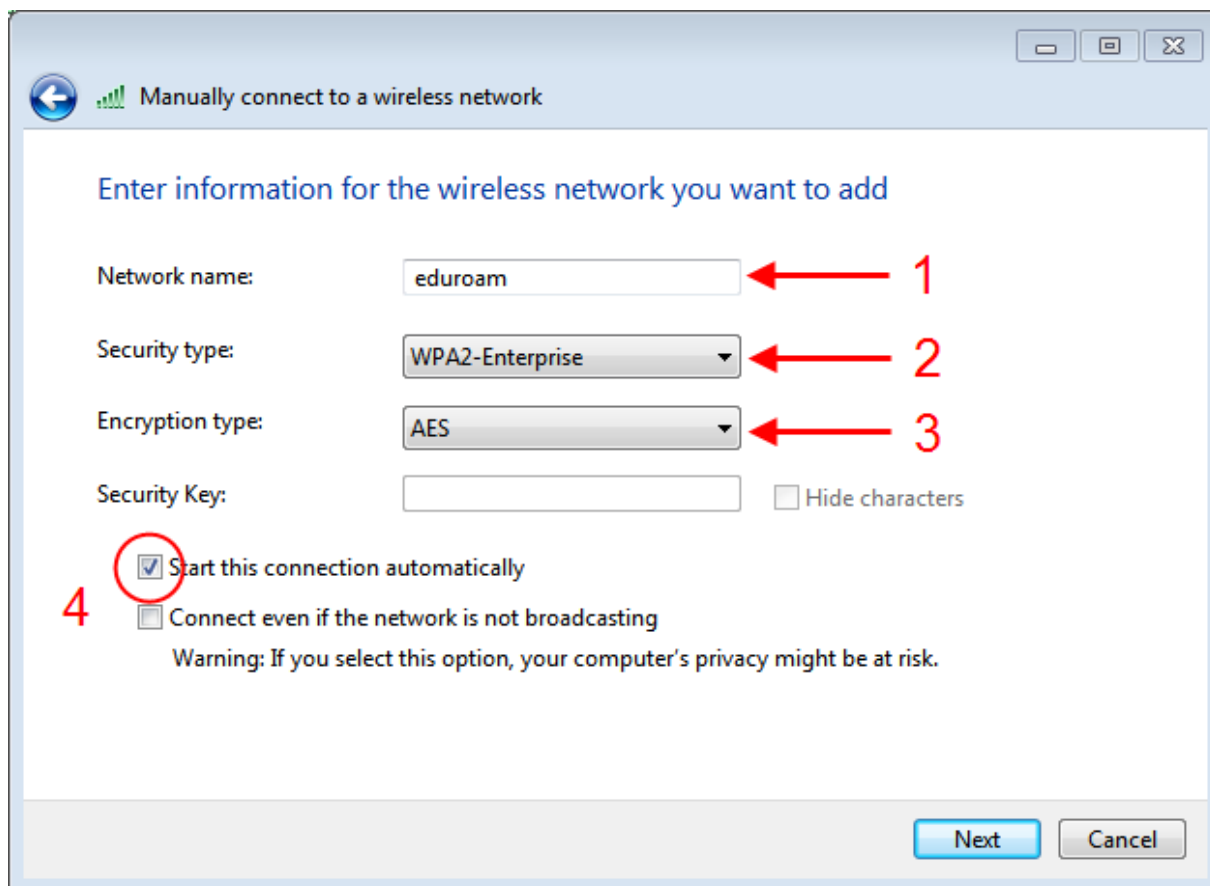 Manually connect to a wireless network
Enter information for the wireless network you want to add
Network name: eduroam 1
Security type: WPA2-Enterprise 2
Encryption type: AES 3
Security Key: Hide characters
Start this connection automatically
4
Connect even if the network is not broadcasting
Warning: If you select this option, your computer's privacy might be at risk.
Next Cancel